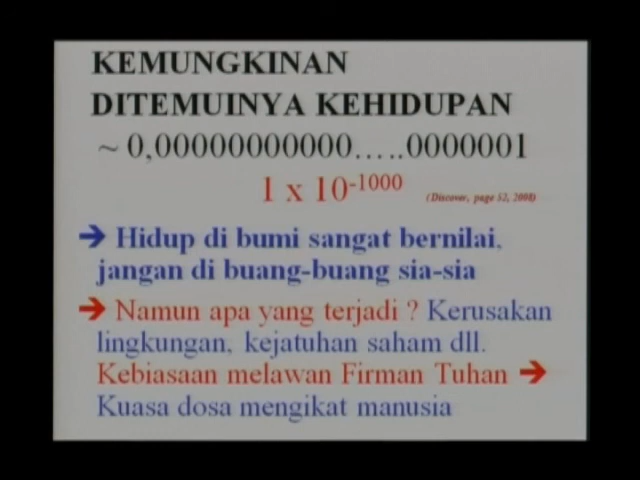 KEMUNGKINAN
DITEMUINYA KEHIDUPAN
~ 0,00000000000…..0000001
1 x 10-1000 (Discover, page 52, 2008)
➔ Hidup di bumi sangat bernilai,
jangan di buang-buang sia-sia
➔ Namun apa yang terjadi ? Kerusakan
lingkungan, kejatuhan saham dll.
Kebiasaan melawan Firman Tuhan ➔
Kuasa dosa mengikat manusia